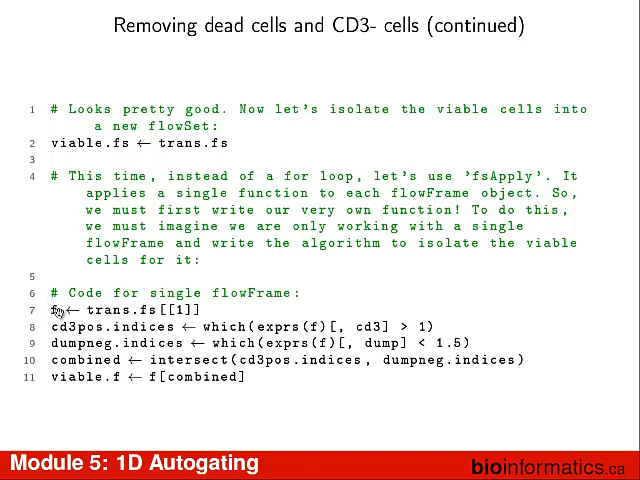 Removing dead cells and CD3- cells (continued)
1 # Looks pretty good. Now let's isolate the viable cells into
a new flowSet:
2 viable.fs ← trans.fs
3
4 # This time, instead of a for loop, let's use 'fsApply'. It
applies a single function to each flowFrame object. So,
we must first write our very own function! To do this,
we must imagine we are only working with a single
flowFrame and write the algorithm to isolate the viable
cells for it:
5
6 # Code for single flowFrame:
7 f ← trans.fs[[1]]
8 cd3pos.indices ← which(exprs(f)[, cd3] > 1)
9 dumpneg.indices ← which(exprs(f)[, dump] < 1.5)
10 combined ← intersect(cd3pos.indices, dumpneg.indices)
11 viable.f ← f[combined]
Module 5: 1D Autogating
bioinformatics.ca